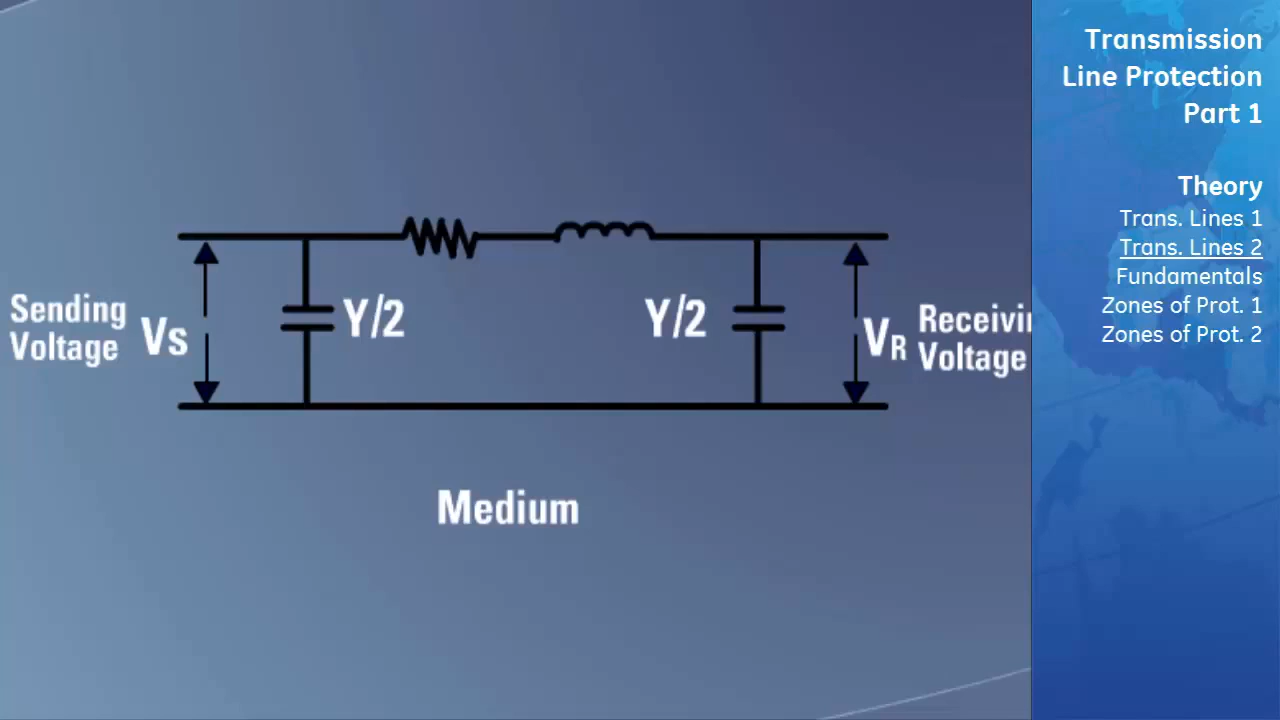 Sending
Voltage
Vs
Y/2
Y/2
VR
Receivi
Voltage
Medium
Transmission
Line Protection
Part 1
Theory
Trans. Lines 1
Trans. Lines 2
Fundamentals
Zones of Prot. 1
Zones of Prot. 2